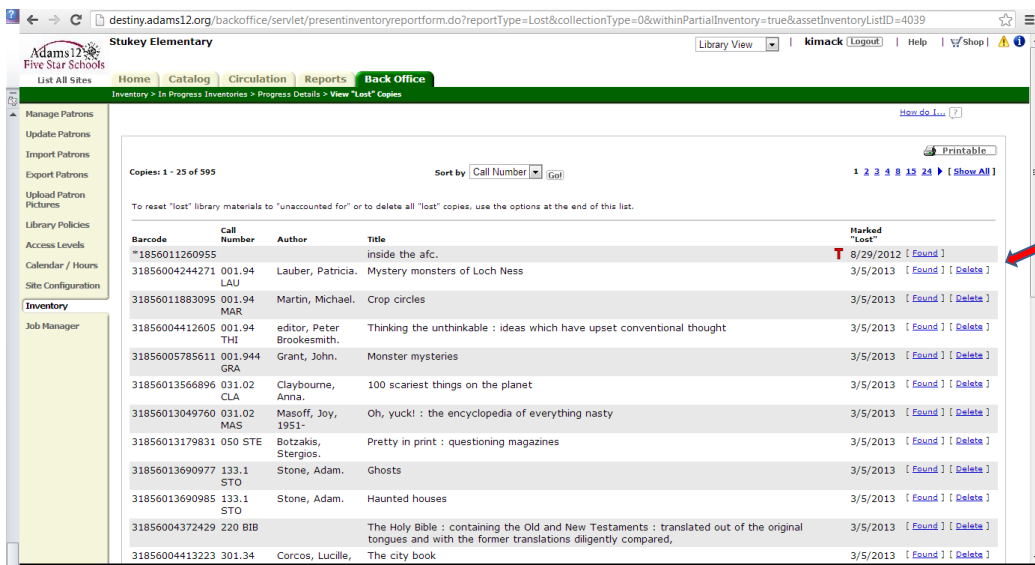 destiny.adams12.org/backoffice/servlet/presentinventoryreportform.do?reportType=Lost&collectionType=0&withinPartialInventory=true&assetInventoryListID=4039
Adams12
Five Star Schools
Stukey Elementary
Library View | kimack Logout | Help | Shop |
List All Sites
Home Catalog Circulation Reports Back Office
Inventory > In Progress Inventories > Progress Details > View "Lost" Copies
Manage Patrons
Update Patrons
Import Patrons
Export Patrons
Upload Patron
Pictures
Library Policies
Access Levels
Calendar / Hours
Site Configuration
Inventory
Job Manager
How do I... ?
Printable
Copies: 1 - 25 of 595 Sort by Call Number Go! 1 2 3 4 8 15 24 [ Show All ]
To reset "lost" library materials to "unaccounted for" or to delete all "lost" copies, use the options at the end of this list.
Call Marked
Barcode Number Author Title "Lost"
*1856011260955 inside the afc. T 8/29/2012 [ Found ]
31856004244271 001.94 Lauber, Patricia. Mystery monsters of Loch Ness 3/5/2013 [ Found ] [ Delete ]
LAU
31856011883095 001.94 Martin, Michael. Crop circles 3/5/2013 [ Found ] [ Delete ]
MAR
31856004412605 001.94 editor, Peter Thinking the unthinkable : ideas which have upset conventional thought 3/5/2013 [ Found ] [ Delete ]
THI Brookesmith.
31856005785611 001.944 Grant, John. Monster mysteries 3/5/2013 [ Found ] [ Delete ]
GRA
31856013566896 031.02 Claybourne, 100 scariest things on the planet 3/5/2013 [ Found ] [ Delete ]
CLA Anna.
31856013049760 031.02 Masoff, Joy, Oh, yuck! : the encyclopedia of everything nasty 3/5/2013 [ Found ] [ Delete ]
MAS 1951-
31856013179831 050 STE Botzakis, Pretty in print : questioning magazines 3/5/2013 [ Found ] [ Delete ]
Stergios.
31856013690977 133.1 Stone, Adam. Ghosts 3/5/2013 [ Found ] [ Delete ]
STO
31856013690985 133.1 Stone, Adam. Haunted houses 3/5/2013 [ Found ] [ Delete ]
STO
31856004372429 220 BIB The Holy Bible : containing the Old and New Testaments : translated out of the original 3/5/2013 [ Found ] [ Delete ]
tongues and with the former translations diligently compared,
31856004413223 301.34 Corcos, Lucille, The city book 3/5/2013 [ Found ] [ Delete ]